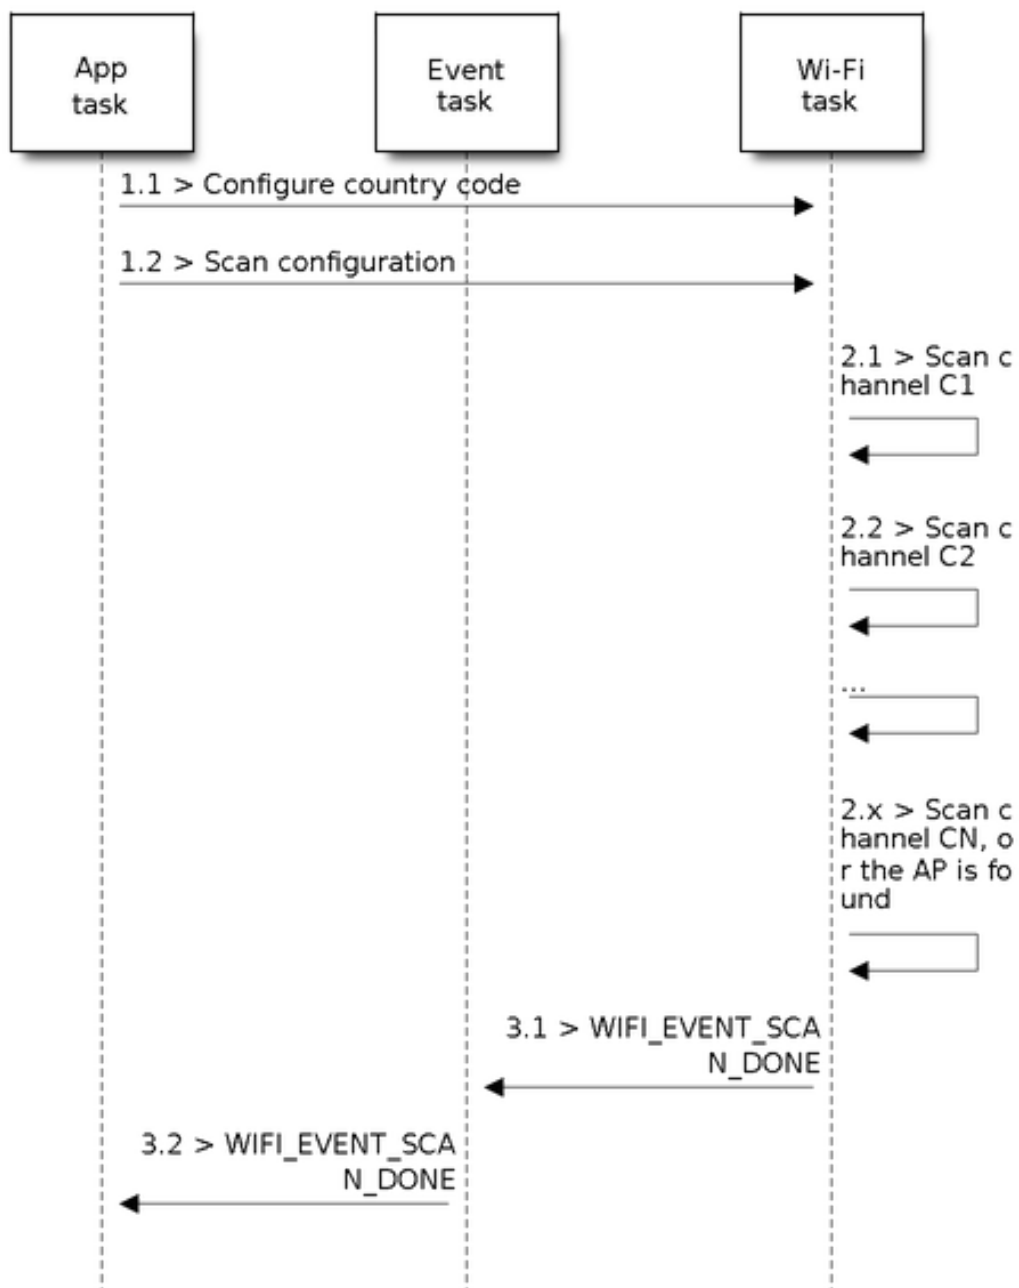 App
task
Event
task
Wi-Fi
task
1.1 > Configure country code
1.2 > Scan configuration
2.1 > Scan c
hannel C1
2.2 > Scan c
hannel C2
...
2.x > Scan c
hannel CN, o
r the AP is fo
und
3.1 > WIFI_EVENT_SCA
N_DONE
3.2 > WIFI_EVENT_SCA
N_DONE